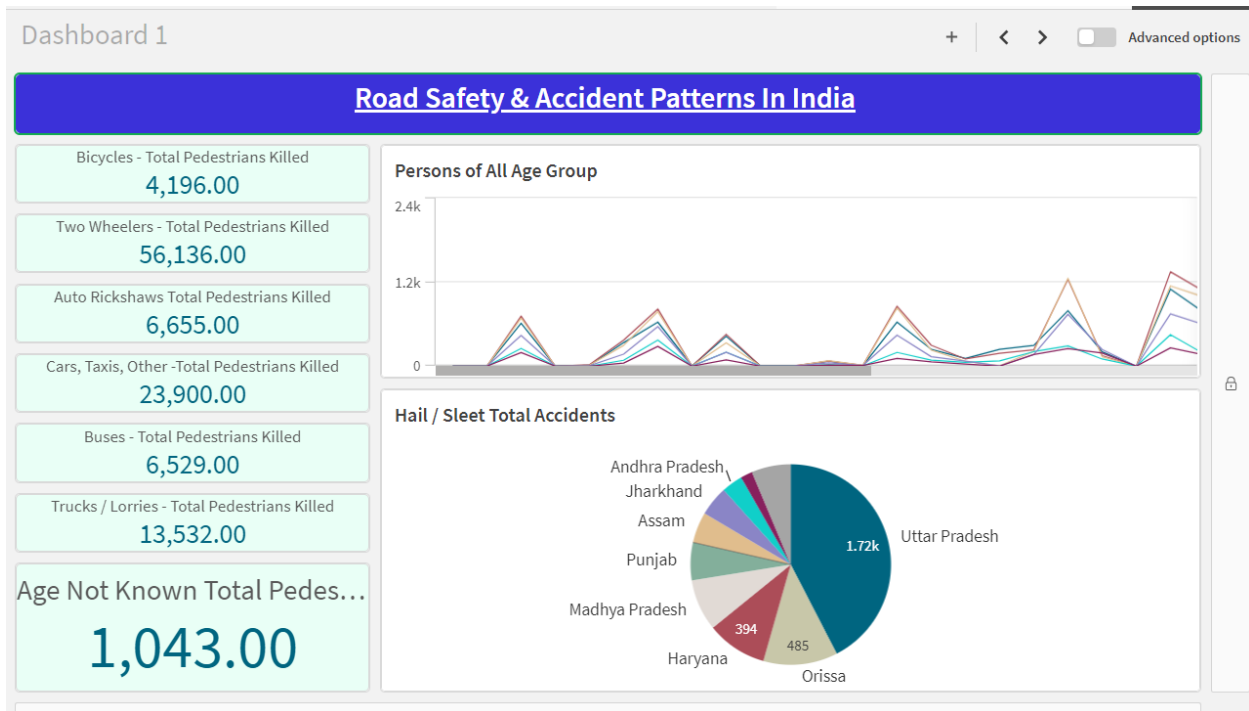 Dashboard 1
Advanced options
Road Safety & Accident Patterns In India
Bicycles - Total Pedestrians Killed
4,196.00
Two Wheelers - Total Pedestrians Killed
56,136.00
Auto Rickshaws Total Pedestrians Killed
6,655.00
Cars, Taxis, Other -Total Pedestrians Killed
23,900.00
Buses - Total Pedestrians Killed
6,529.00
Trucks / Lorries - Total Pedestrians Killed
13,532.00
Age Not Known Total Pedes...
1,043.00
Persons of All Age Group
2.4k
1.2k
0
Hail / Sleet Total Accidents
Andhra Pradesh
Jharkhand
Assam
Punjab
Madhya Pradesh
Haryana
Orissa
Uttar Pradesh
1.72k
394
485